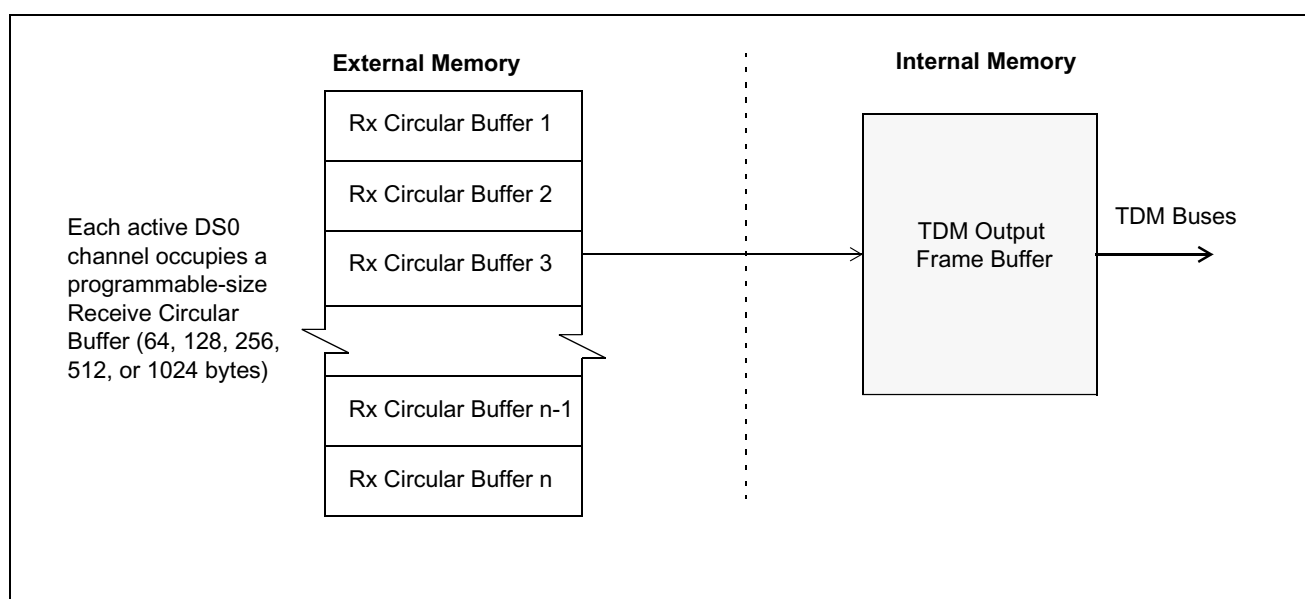 External Memory
Internal Memory
Rx Circular Buffer 1
Rx Circular Buffer 2
Rx Circular Buffer 3
Rx Circular Buffer n-1
Rx Circular Buffer n
Each active DS0
channel occupies a
programmable-size
Receive Circular
Buffer (64, 128, 256,
512, or 1024 bytes)
TDM Output
Frame Buffer
TDM Buses